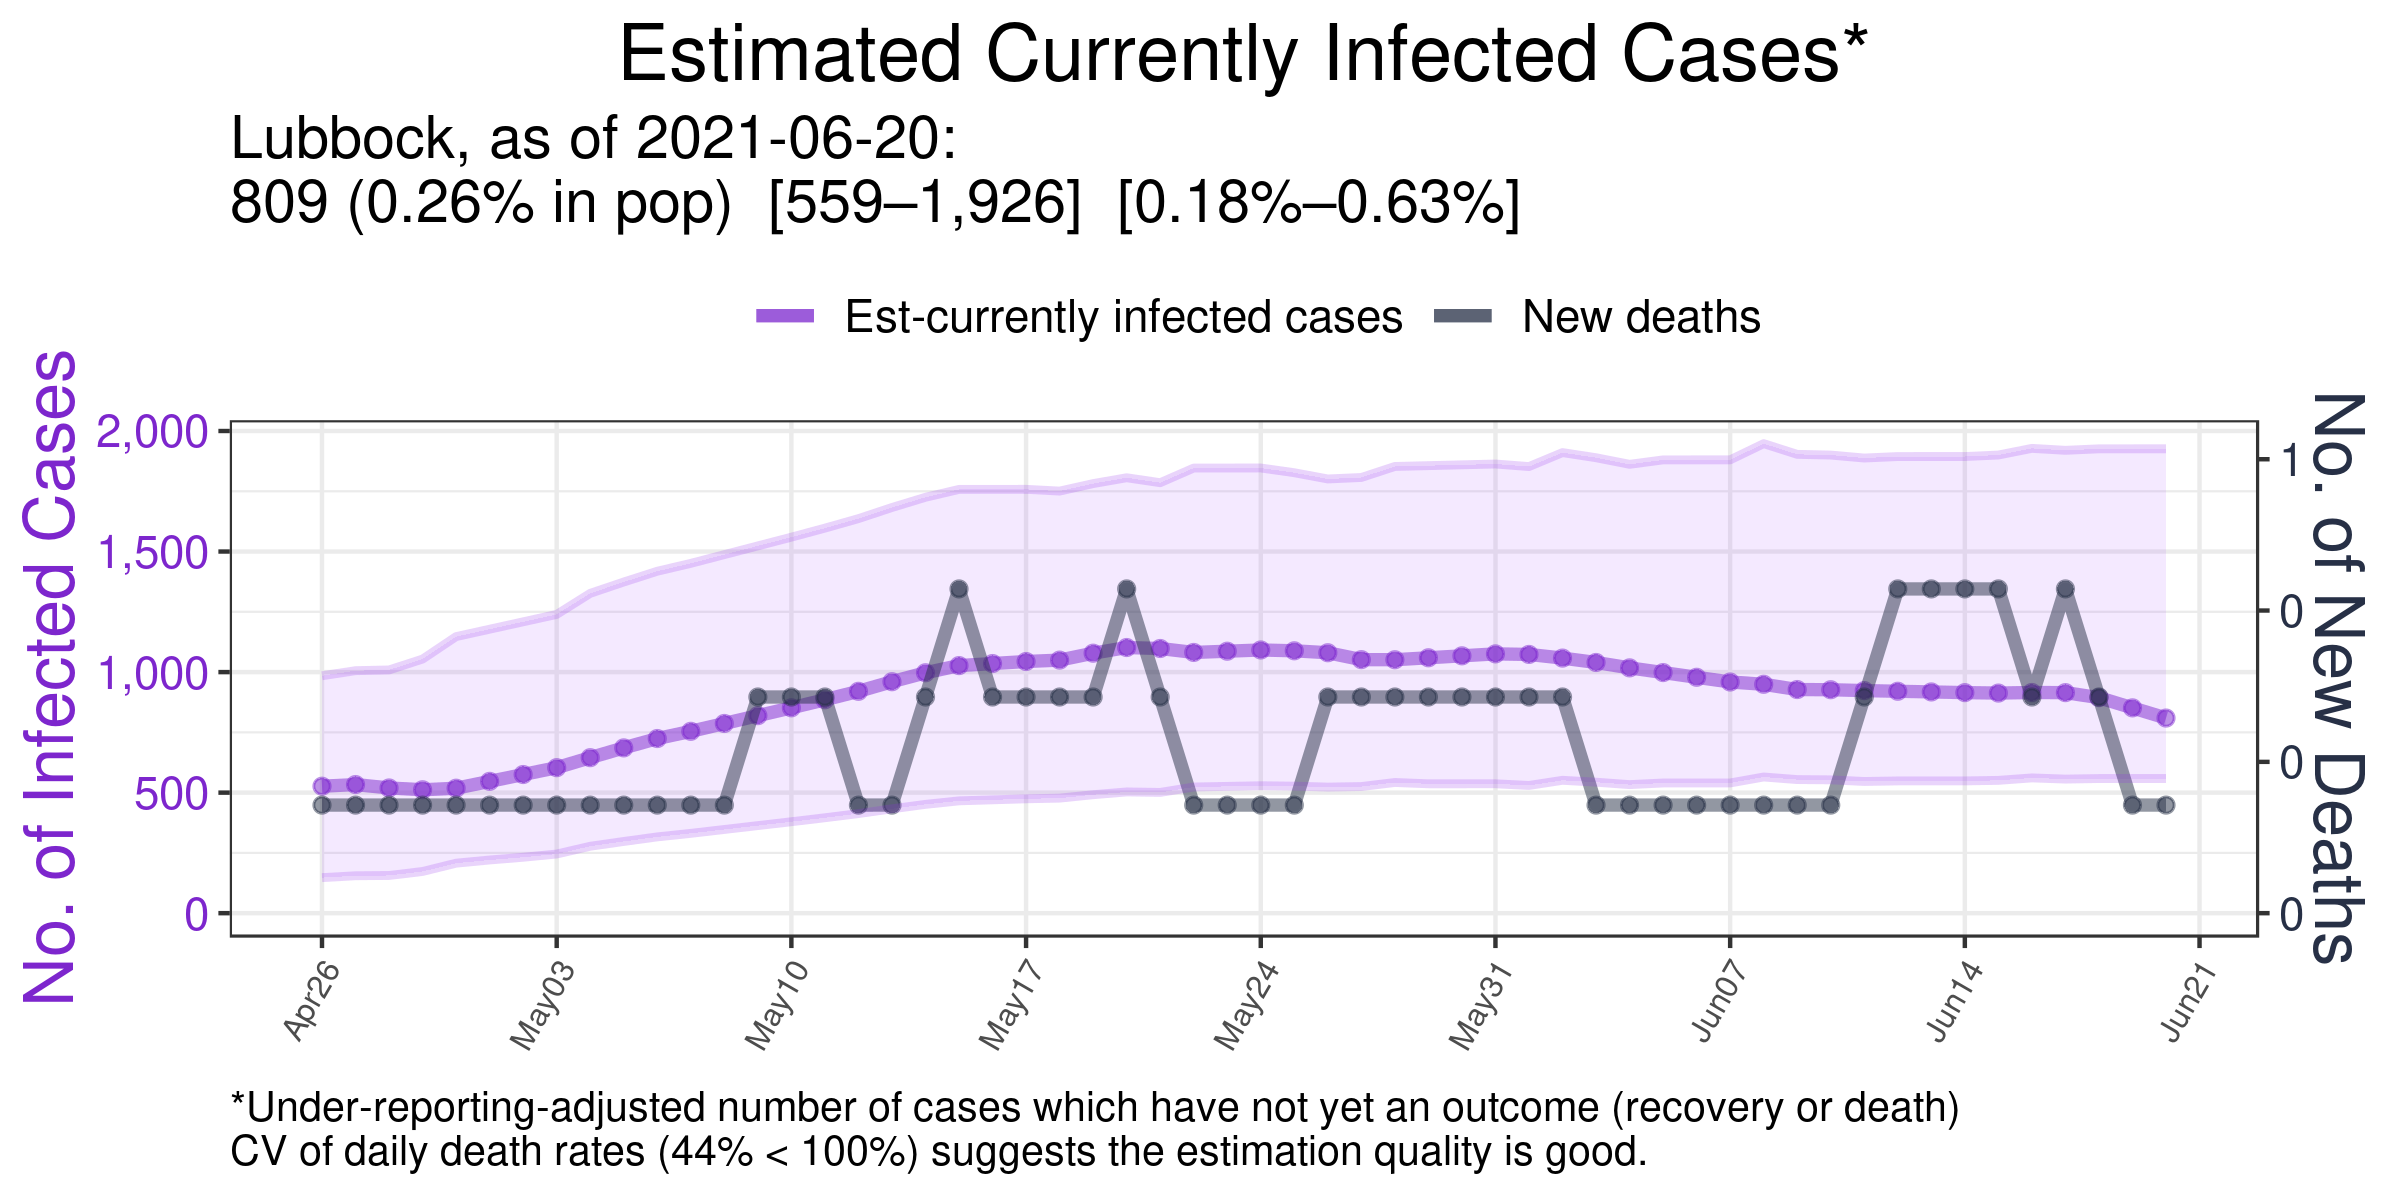 Estimated Currently Infected Cases*
Lubbock, as of 2021-06-20:
809 (0.26% in pop) [559–1,926] [0.18%–0.63%]
Est-currently infected cases New deaths
No. of Infected Cases
2,000
1,500
1,000
500
0
1
0
0
0
No. of New Deaths
Apr26 May03 May10 May17 May24 May31 Jun07 Jun14 Jun21
*Under-reporting-adjusted number of cases which have not yet an outcome (recovery or death)
CV of daily death rates (44% < 100%) suggests the estimation quality is good.